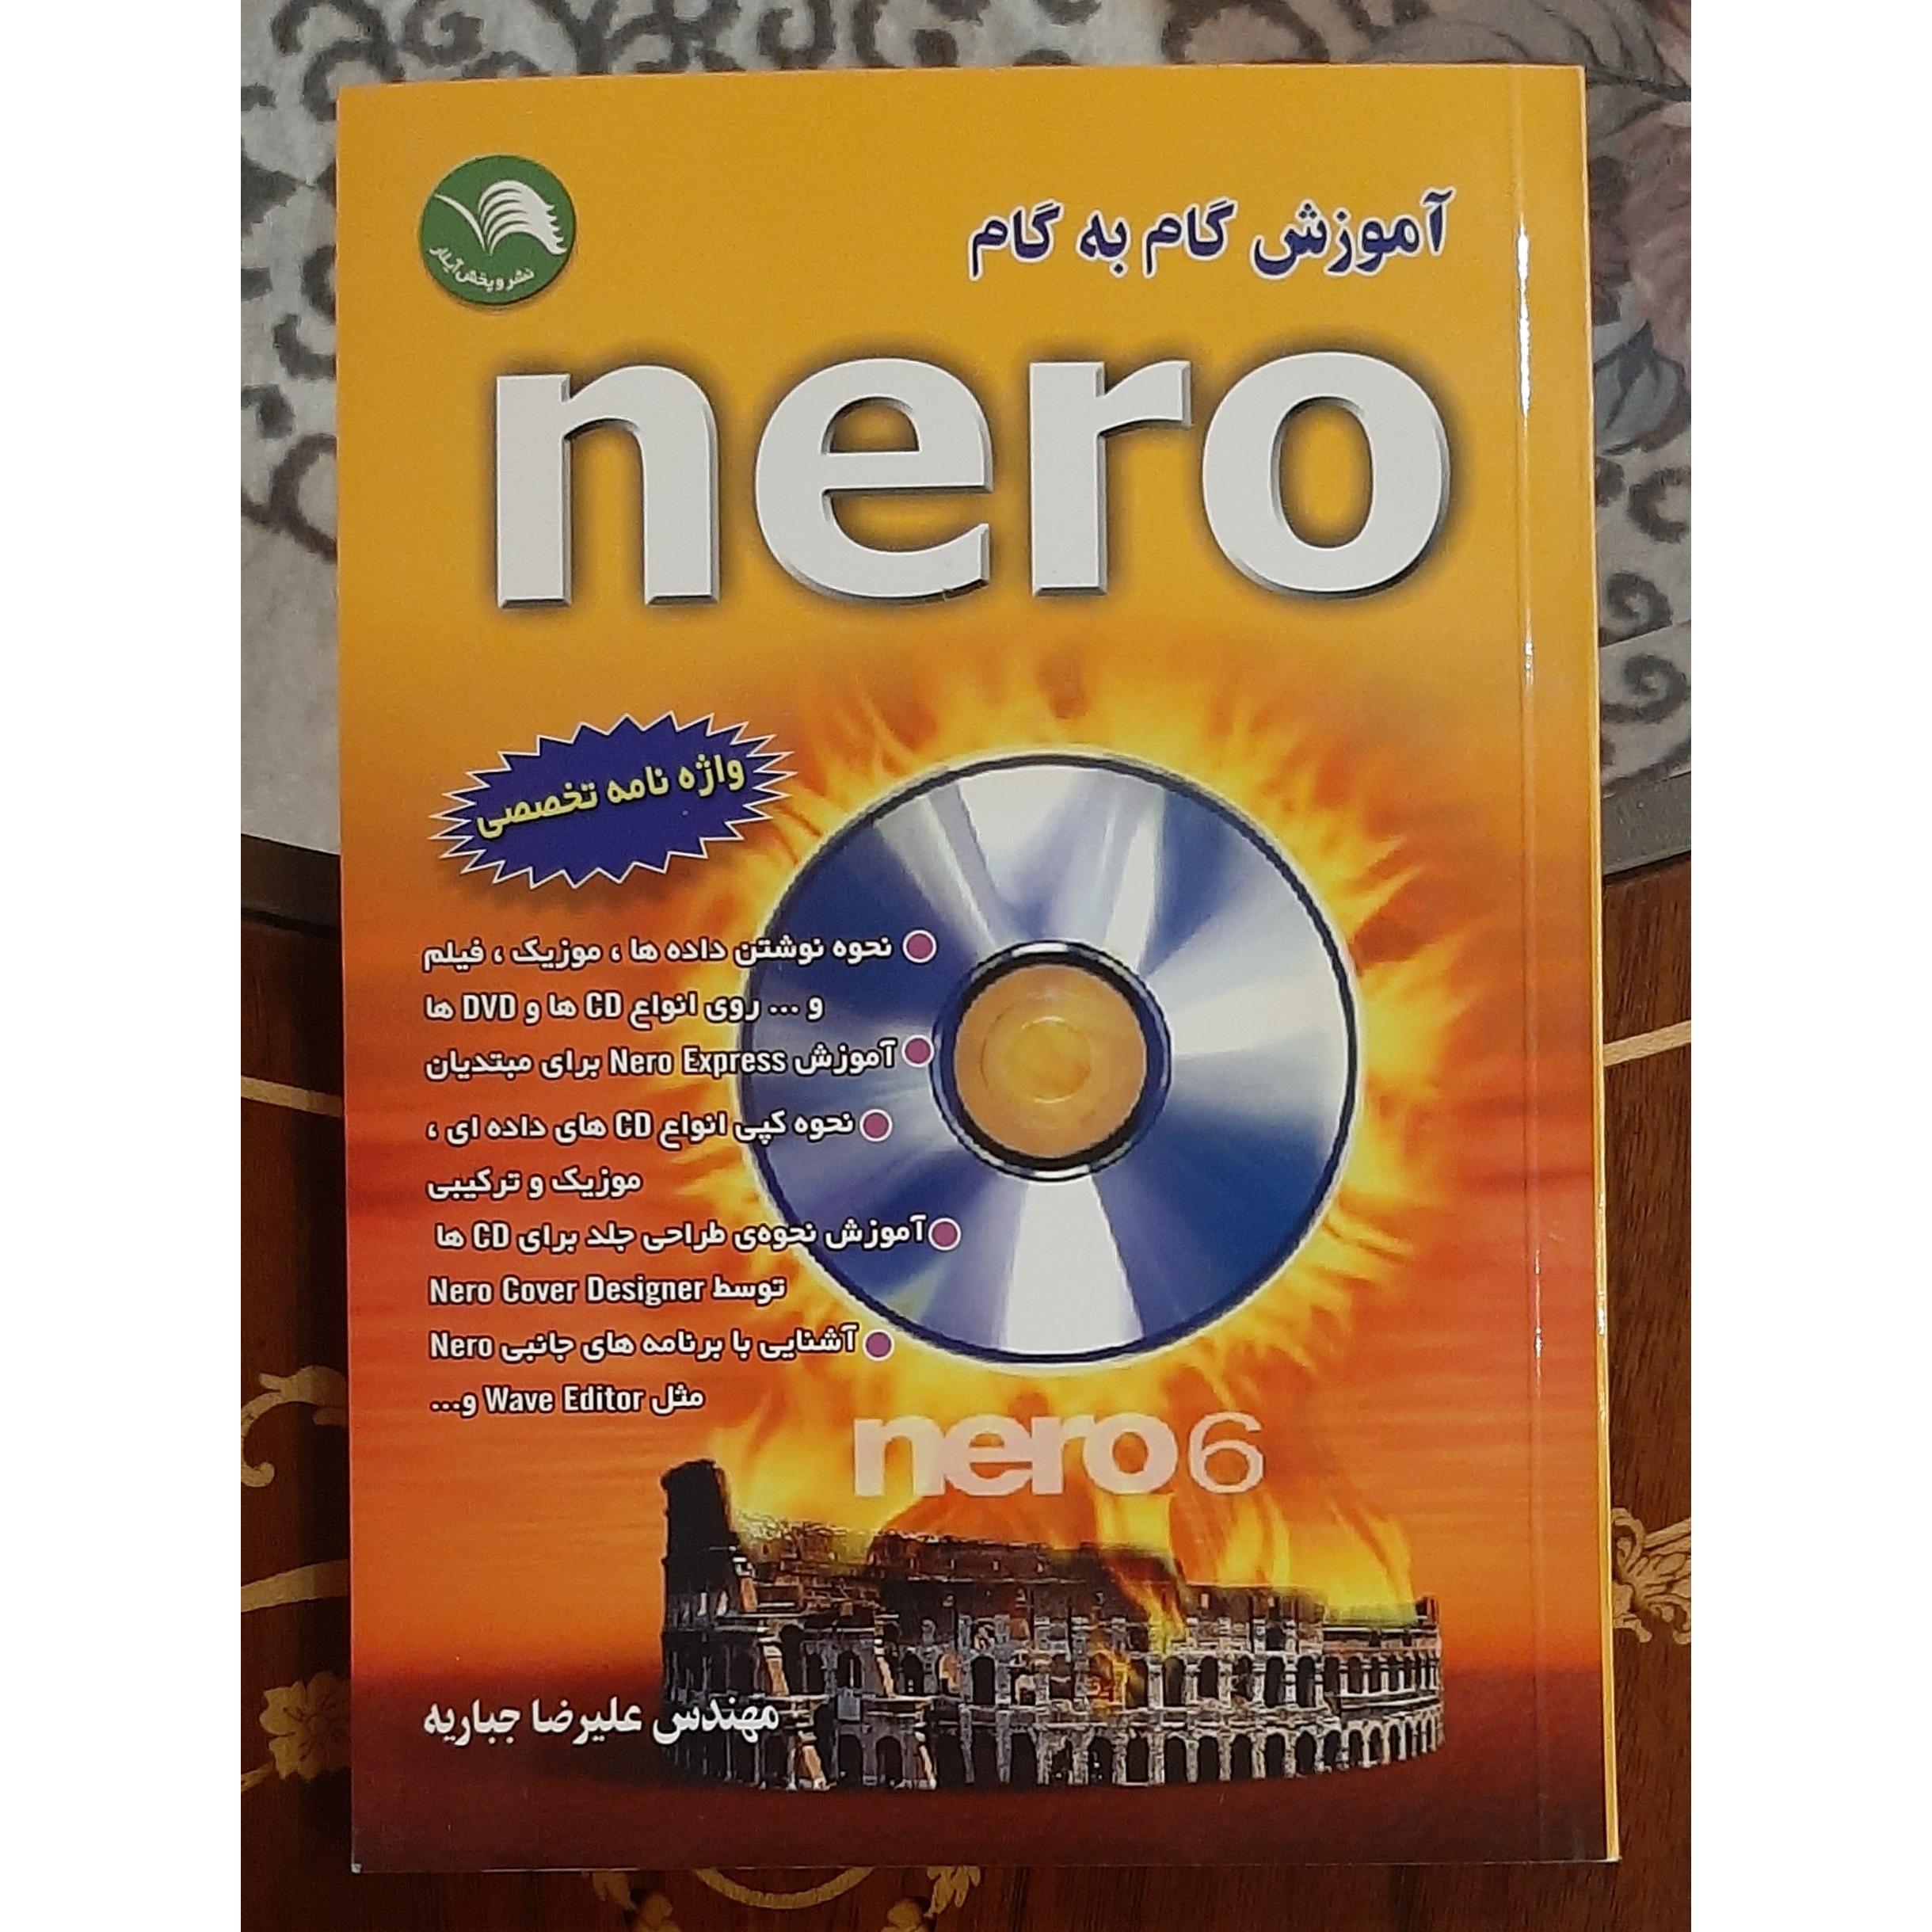 نشر و پخش آیلار
آموزش گام به گام
nero
واژه نامه تخصصی
نحوه نوشتن داده ها ، موزیک ، فیلم
و ... روی انواع CD ها و DVD ها
آموزش Nero Express برای مبتدیان
نحوه کپی انواع CD های داده ای ،
موزیک و ترکیبی
آموزش نحوه‌ی طراحی جلد برای CD ها
توسط Nero Cover Designer
آشنایی با برنامه های جانبی Nero
مثل Wave Editor و...
nero 6
مهندس علیرضا جباریه